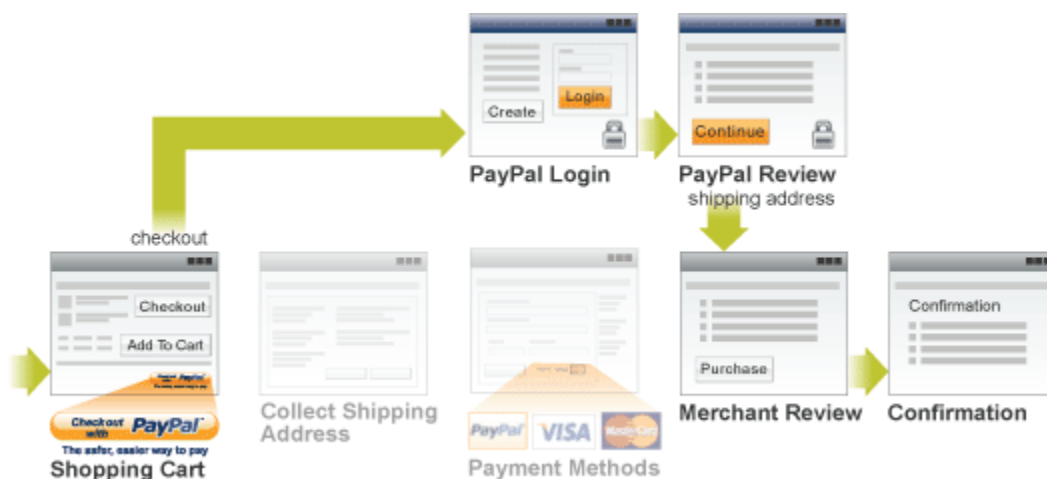 Login
Create
PayPal Login
Continue
PayPal Review
shipping address
checkout
Checkout
Add To Cart
Checkout with PayPal
The safer, easier way to pay
Shopping Cart
Collect Shipping
Address
PayPal VISA MasterCard
Payment Methods
Purchase
Merchant Review
Confirmation
Confirmation